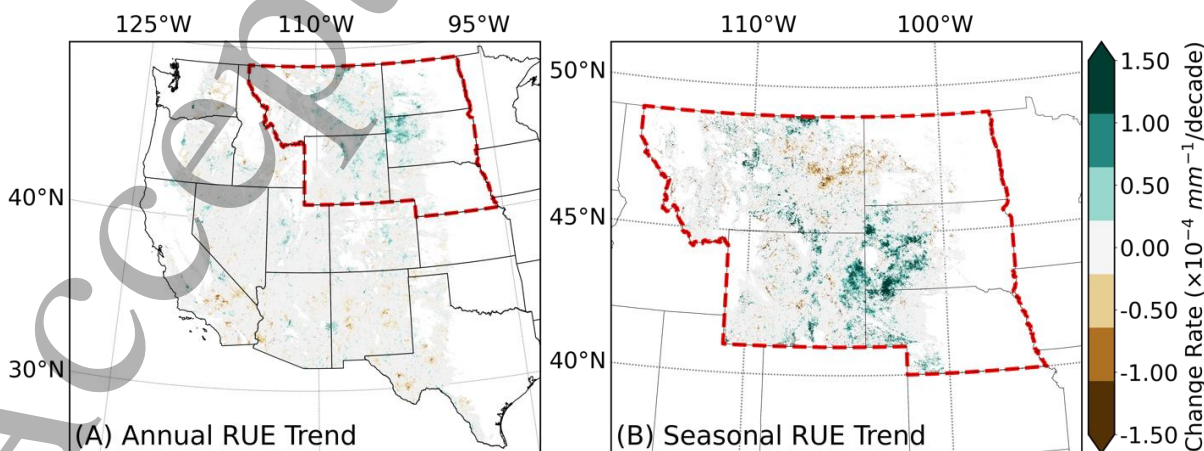 125°W 110°W 95°W
110°W 100°W
40°N
30°N
(A) Annual RUE Trend
50°N
45°N
40°N
(B) Seasonal RUE Trend
1.50
1.00
0.50
0.00
-0.50
-1.00
-1.50
Change Rate (×10⁻⁴ mm⁻¹/decade)